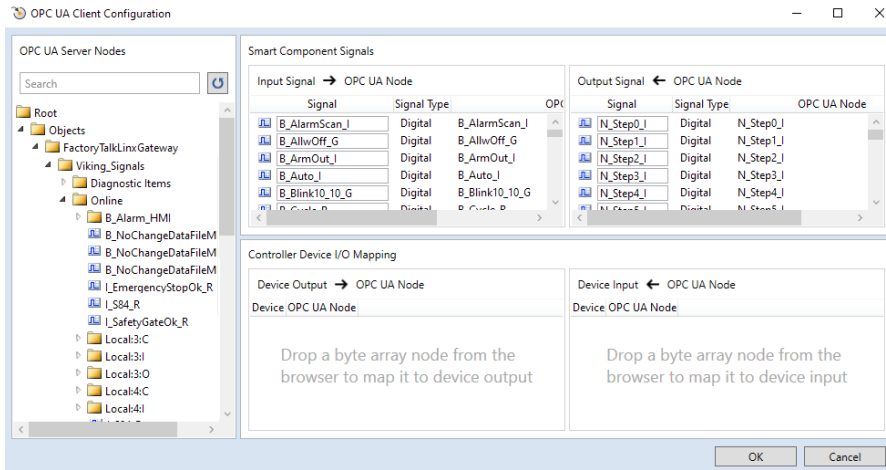 OPC UA Client Configuration
OPC UA Server Nodes
Search
Root
Objects
FactoryTalkLinxGateway
Viking_Signals
Diagnostic Items
Online
B_Alarm_HMI
B_NoChangeDataFileM
B_NoChangeDataFileM
B_NoChangeDataFileM
I_EmergencyStopOk_R
I_S84_R
I_SafetyGateOk_R
Local:3:C
Local:3:I
Local:3:O
Local:4:C
Local:4:I
Smart Component Signals
Input Signal → OPC UA Node
Signal Signal Type OPC
B_AlarmScan_I Digital B_AlarmScan_I
B_AllwOff_G Digital B_AllwOff_G
B_ArmOut_I Digital B_ArmOut_I
B_Auto_I Digital B_Auto_I
B_Blink10_10_G Digital B_Blink10_10_G
B_Cycle_R Digital B_Cycle_R
Output Signal ← OPC UA Node
Signal Signal Type OPC UA Node
N_Step0_I Digital N_Step0_I
N_Step1_I Digital N_Step1_I
N_Step2_I Digital N_Step2_I
N_Step3_I Digital N_Step3_I
N_Step4_I Digital N_Step4_I
N_Step5_I Digital N_Step5_I
Controller Device I/O Mapping
Device Output → OPC UA Node
Device OPC UA Node
Drop a byte array node from the
browser to map it to device output
Device Input ← OPC UA Node
Device OPC UA Node
Drop a byte array node from the
browser to map it to device input
OK
Cancel